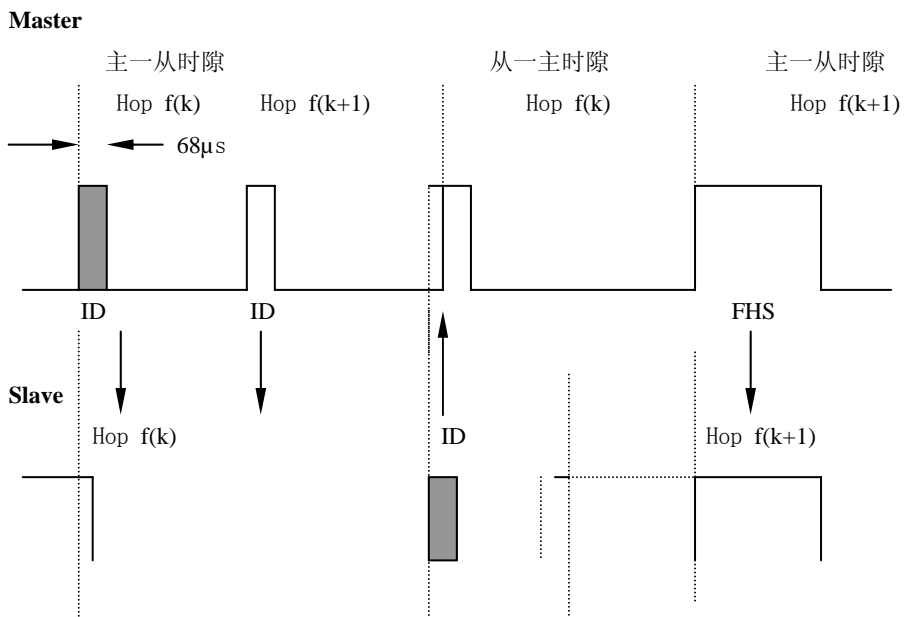 Master
主一从时隙 从一主时隙 主一从时隙
Hop f(k) Hop f(k+1) Hop f(k) Hop f(k+1)
68μs
ID ID FHS
Slave
Hop f(k) ID Hop f(k+1)